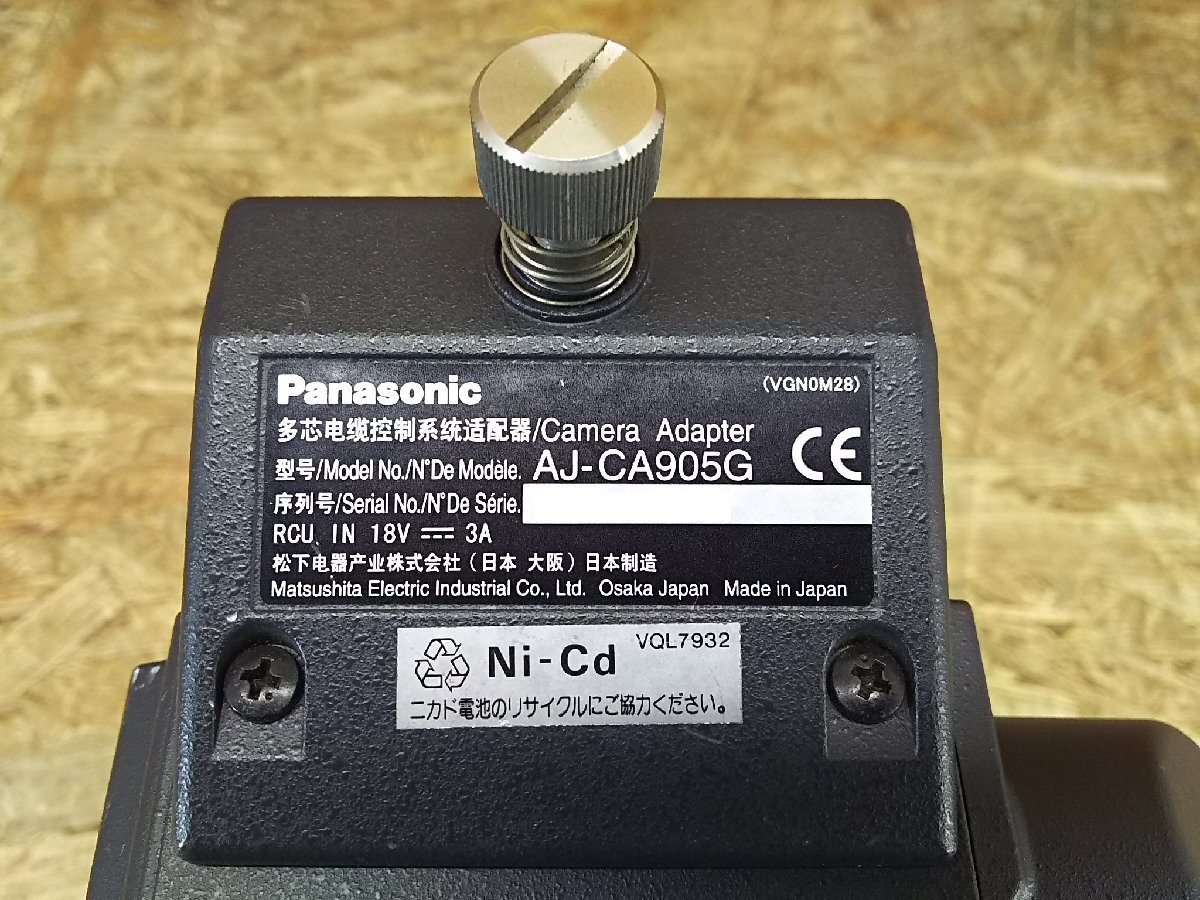 Panasonic (VGN0M28)
多芯电缆控制系统适配器/Camera Adapter
型号/Model No./N°De Modèle. AJ-CA905G CE
序列号/Serial No./N°De Série.
RCU IN 18V ⎓ 3A
松下电器产业株式会社(日本 大阪)日本制造
Matsushita Electric Industrial Co., Ltd. Osaka Japan Made in Japan
Ni-Cd VQL7932
ニカド電池のリサイクルにご協力ください。